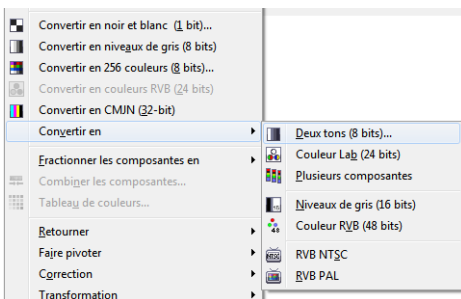 Convertir en noir et blanc (1 bit)...
Convertir en niveaux de gris (8 bits)
Convertir en 256 couleurs (8 bits)...
Convertir en couleurs RVB (24 bits)
Convertir en CMJN (32-bit)
Convertir en
Fractionner les composantes en
Combiner les composantes...
Tableau de couleurs...
Retourner
Faire pivoter
Correction
Transformation
Deux tons (8 bits)...
Couleur Lab (24 bits)
Plusieurs composantes
Niveaux de gris (16 bits)
Couleur RVB (48 bits)
RVB NTSC
RVB PAL